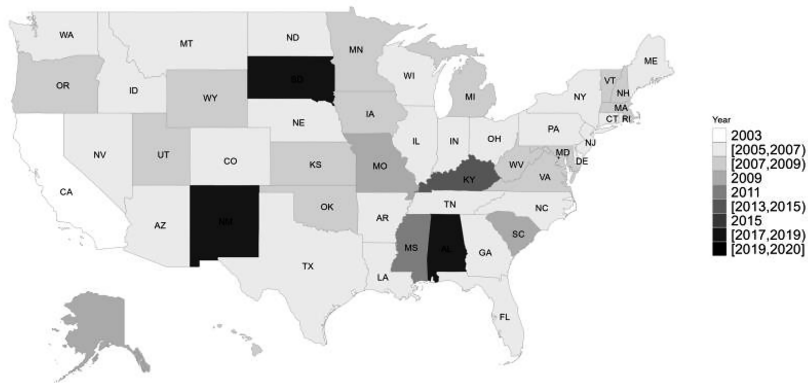 WA
MT
ND
MN
ME
OR
ID
SD
WI
VT
NH
WY
MI
NY
MA
IA
CT RI
NE
PA
NJ
NV
UT
IL
IN
OH
MD
DE
CO
KS
MO
WV
VA
CA
KY
OK
TN
NC
AZ
NM
AR
SC
MS
AL
GA
TX
LA
FL
Year
2003
[2005,2007)
[2007,2009)
2009
2011
[2013,2015)
2015
[2017,2019)
[2019,2020]